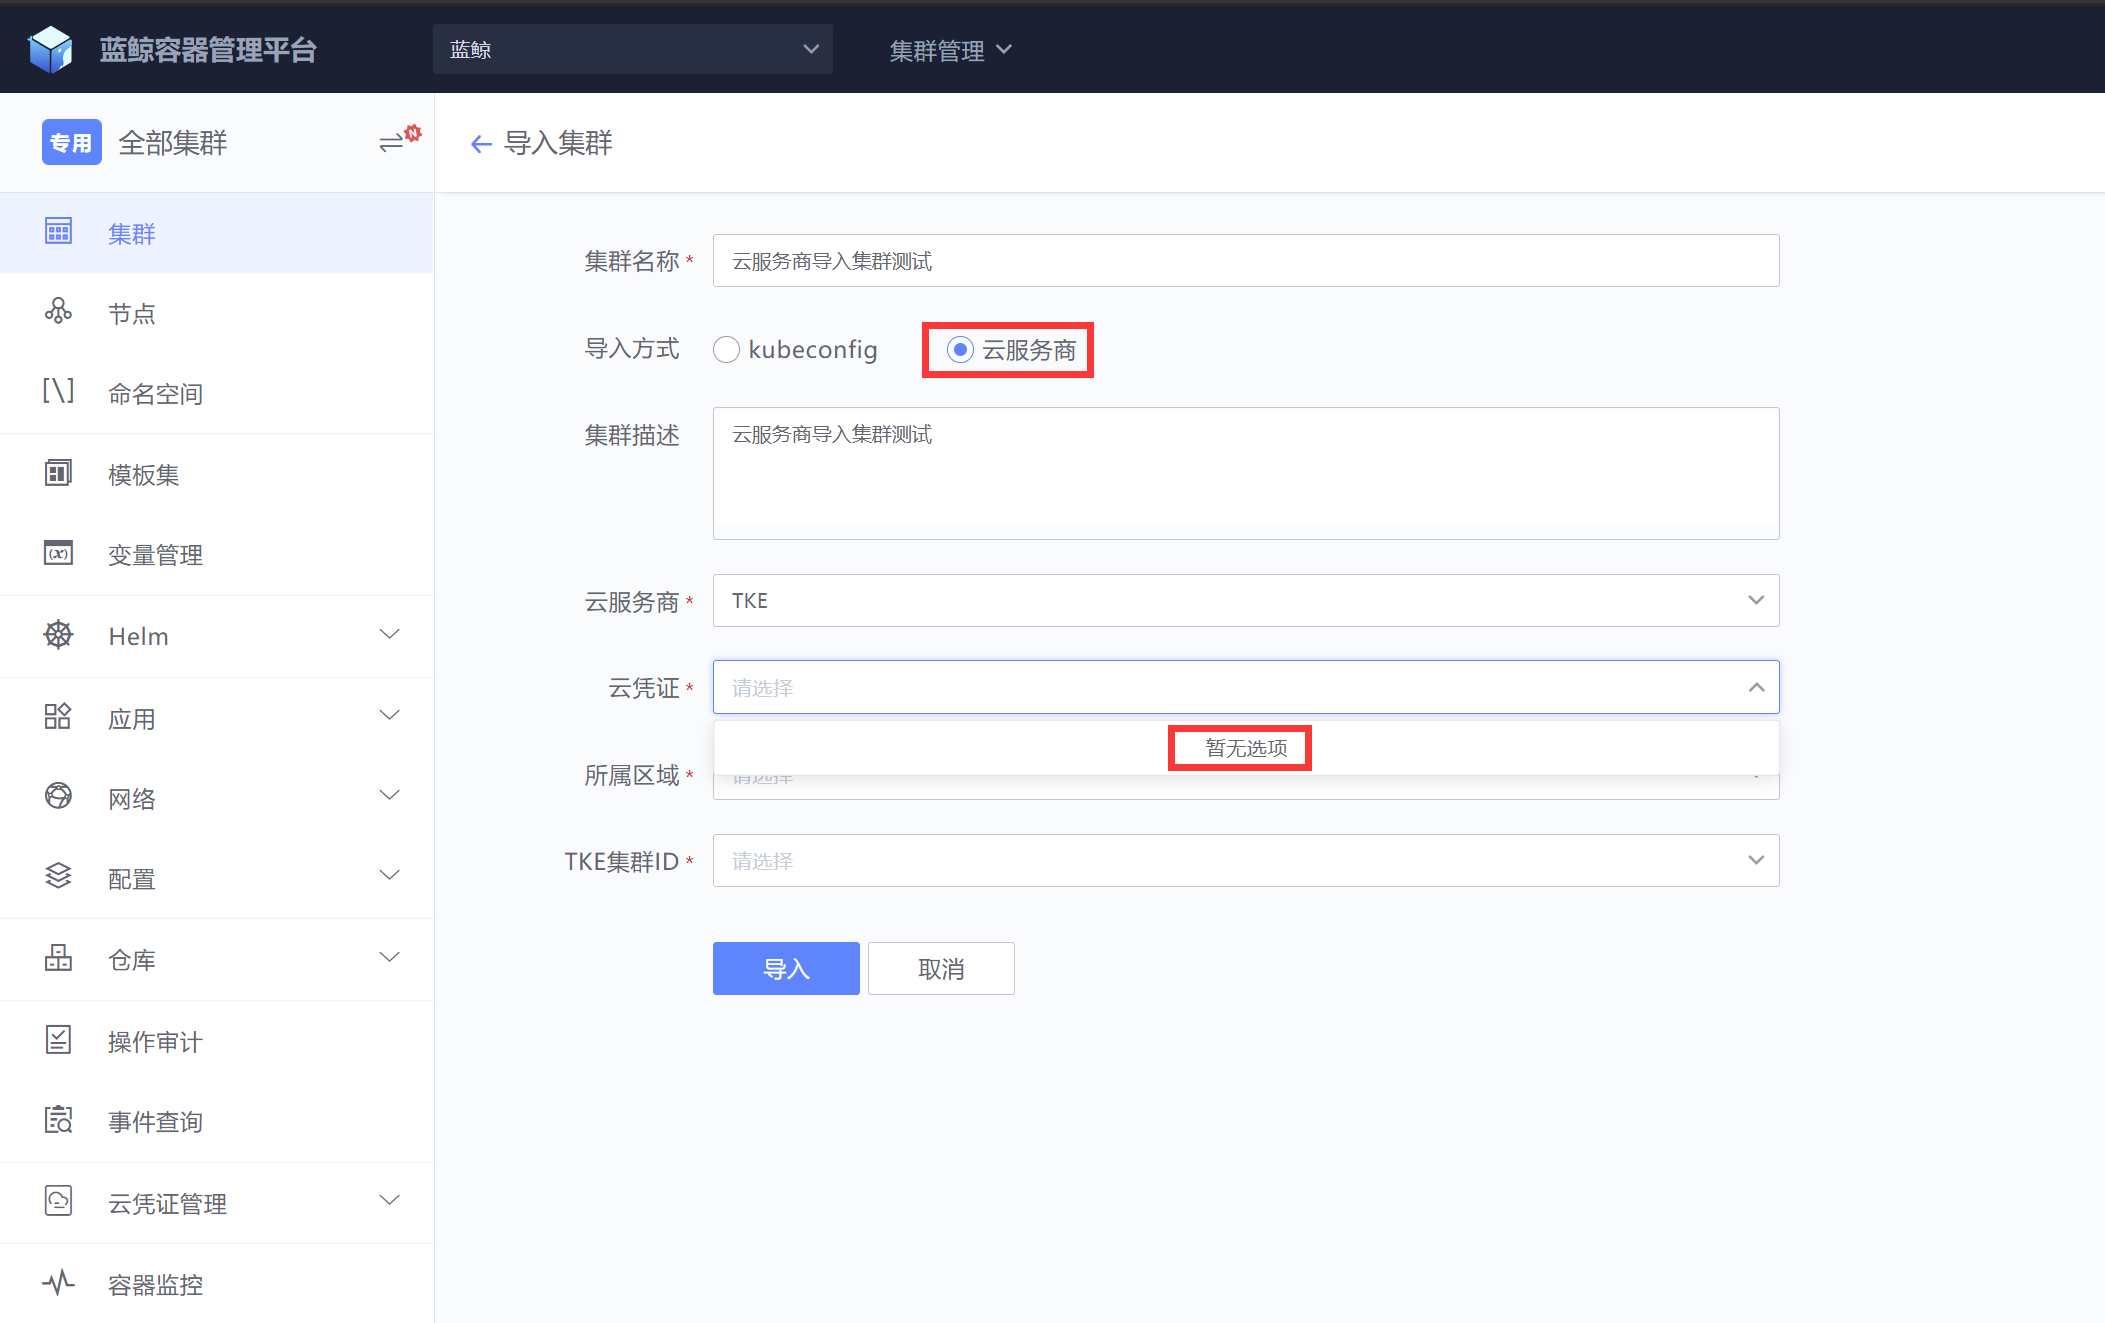 蓝鲸容器管理平台
蓝鲸
集群管理
专用 全部集群
N
集群
节点
命名空间
模板集
变量管理
Helm
应用
网络
配置
仓库
操作审计
事件查询
云凭证管理
容器监控
导入集群
集群名称 *
云服务商导入集群测试
导入方式
kubeconfig
云服务商
集群描述
云服务商导入集群测试
云服务商 *
TKE
云凭证 *
请选择
暂无选项
所属区域 *
请选择
TKE集群ID *
请选择
导入
取消